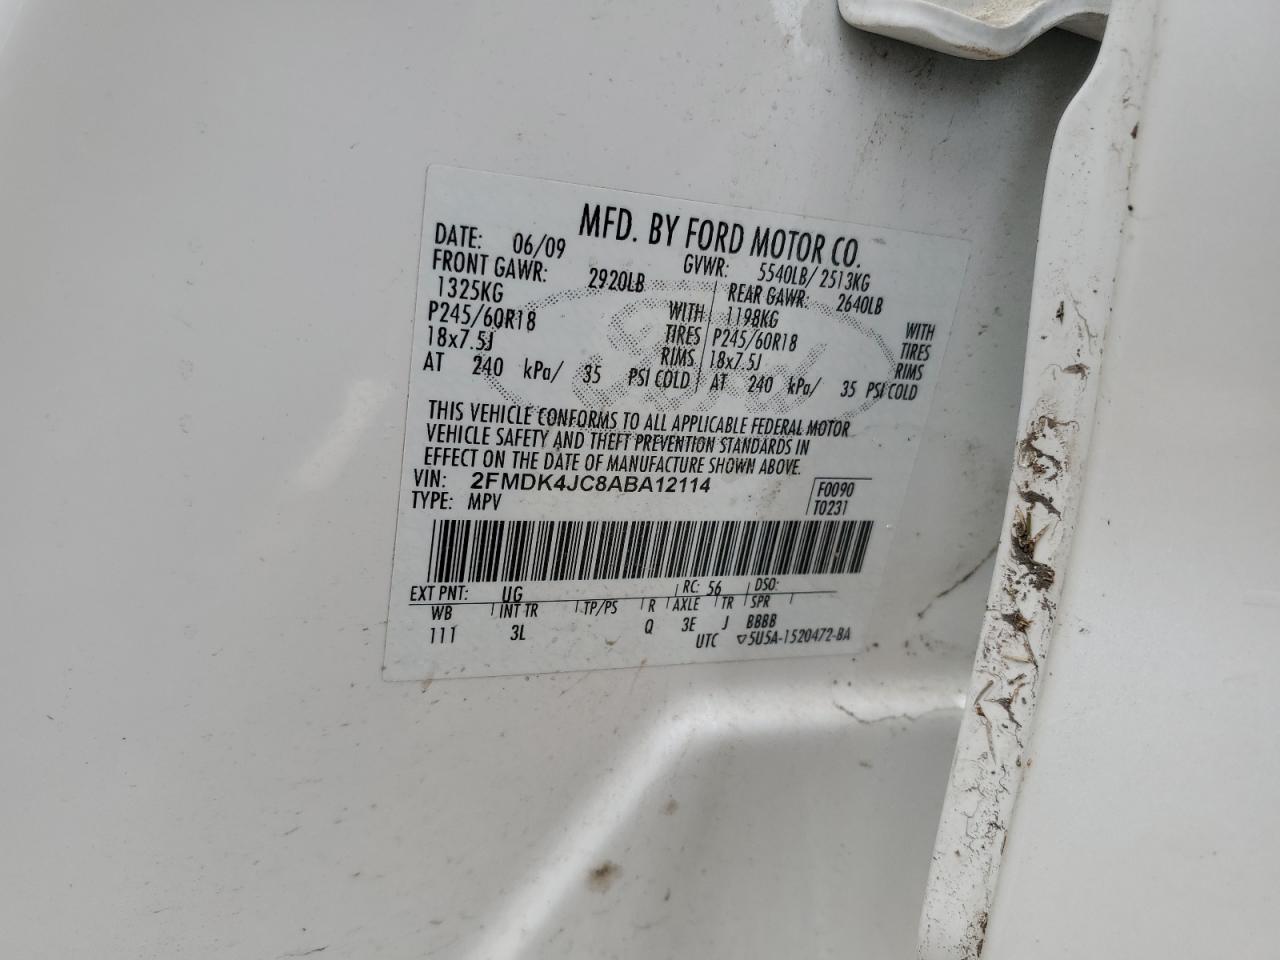 MFD. BY FORD MOTOR CO.
DATE: 06/09 GVWR: 5540LB/ 2513KG
FRONT GAWR: 2920LB REAR GAWR: 2640LB
1325KG WITH 1198KG WITH
P245/60R18 TIRES P245/60R18 TIRES
18x7.5J RIMS 18x7.5J RIMS
AT 240 kPa/ 35 PSI COLD AT 240 kPa/ 35 PSI COLD
Ford
THIS VEHICLE CONFORMS TO ALL APPLICABLE FEDERAL MOTOR
VEHICLE SAFETY AND THEFT PREVENTION STANDARDS IN
EFFECT ON THE DATE OF MANUFACTURE SHOWN ABOVE.
VIN: 2FMDK4JC8ABA12114 F0090
TYPE: MPV T0231
EXT PNT: UG RC: 56 DSO:
WB INT TR TP/PS R AXLE TR SPR
111 3L Q 3E J BBBB
UTC ▽5U5A-1520472-BA